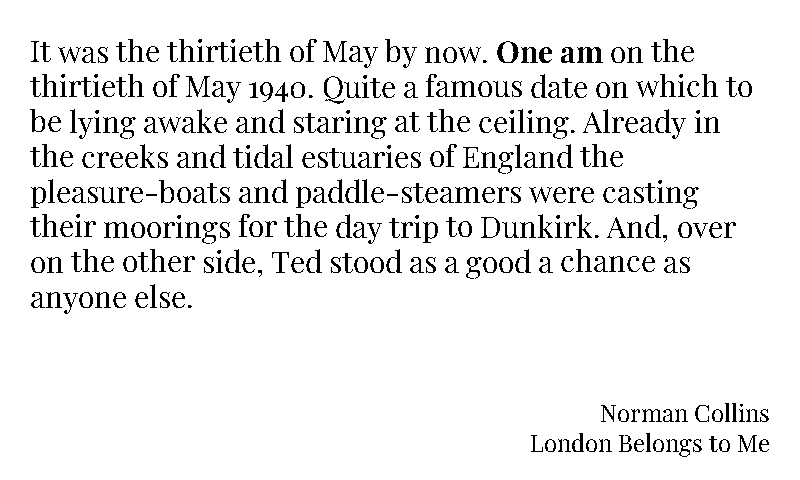 It was the thirtieth of May by now. One am on the
thirtieth of May 1940. Quite a famous date on which to
be lying awake and staring at the ceiling. Already in
the creeks and tidal estuaries of England the
pleasure-boats and paddle-steamers were casting
their moorings for the day trip to Dunkirk. And, over
on the other side, Ted stood as a good a chance as
anyone else.
Norman Collins
London Belongs to Me